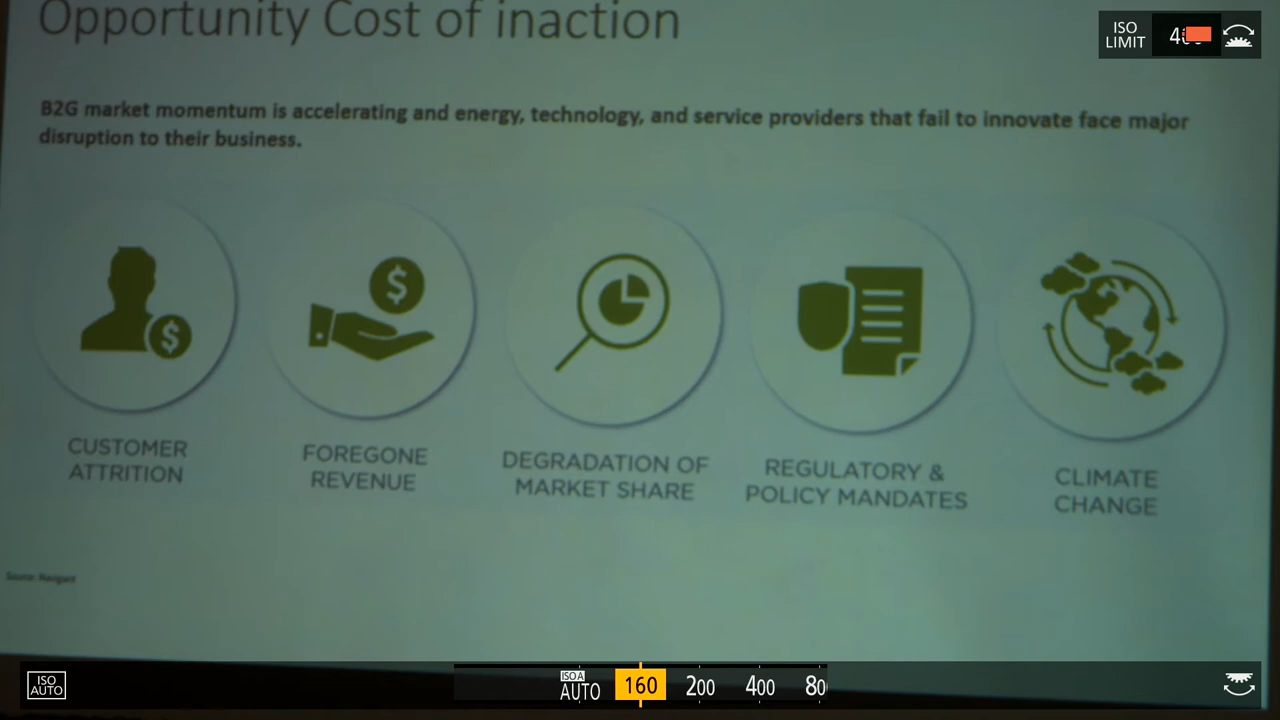 Opportunity Cost of inaction
ISO
LIMIT
B2G market momentum is accelerating and energy, technology, and service providers that fail to innovate face major
disruption to their business.
$
$
CUSTOMER
ATTRITION
FOREGONE
REVENUE
DEGRADATION OF
MARKET SHARE
REGULATORY &
POLICY MANDATES
CLIMATE
CHANGE
Source: Navigant
ISO
AUTO
ISO A
AUTO
160
200
400